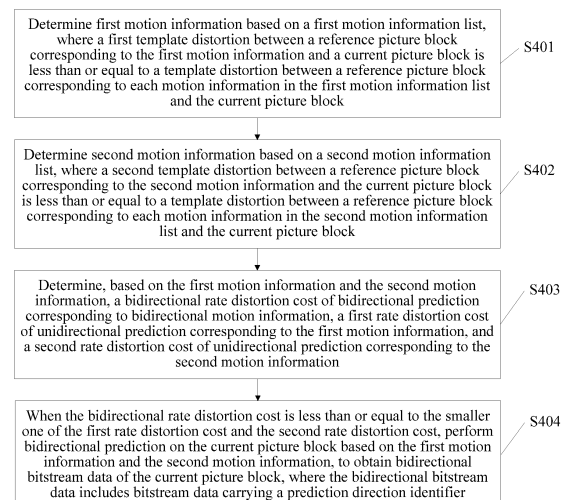 Determine first motion information based on a first motion information list,
where a first template distortion between a reference picture block
corresponding to the first motion information and a current picture block is
less than or equal to a template distortion between a reference picture block
corresponding to each motion information in the first motion information list
and the current picture block
S401
Determine second motion information based on a second motion information
list, where a second template distortion between a reference picture block
corresponding to the second motion information and the current picture block
is less than or equal to a template distortion between a reference picture block
corresponding to each motion information in the second motion information
list and the current picture block
S402
Determine, based on the first motion information and the second motion
information, a bidirectional rate distortion cost of bidirectional prediction
corresponding to bidirectional motion information, a first rate distortion cost
of unidirectional prediction corresponding to the first motion information, and
a second rate distortion cost of unidirectional prediction corresponding to the
second motion information
S403
When the bidirectional rate distortion cost is less than or equal to the smaller
one of the first rate distortion cost and the second rate distortion cost, perform
bidirectional prediction on the current picture block based on the first motion
information and the second motion information, to obtain bidirectional
bitstream data of the current picture block, where the bidirectional bitstream
data includes bitstream data carrying a prediction direction identifier
S404